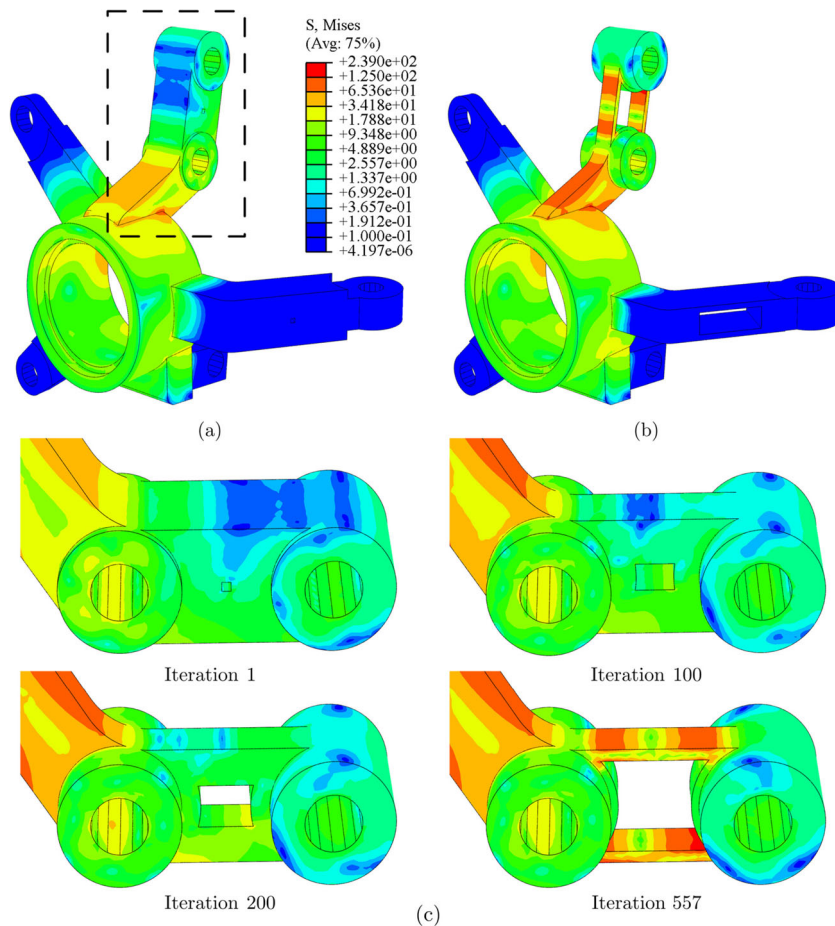 S, Mises
(Avg: 75%)
+2.390e+02
+1.250e+02
+6.536e+01
+3.418e+01
+1.788e+01
+9.348e+00
+4.889e+00
+2.557e+00
+1.337e+00
+6.992e-01
+3.657e-01
+1.912e-01
+1.000e-01
+4.197e-06
(a)
(b)
Iteration 1
Iteration 100
Iteration 200
Iteration 557
(c)